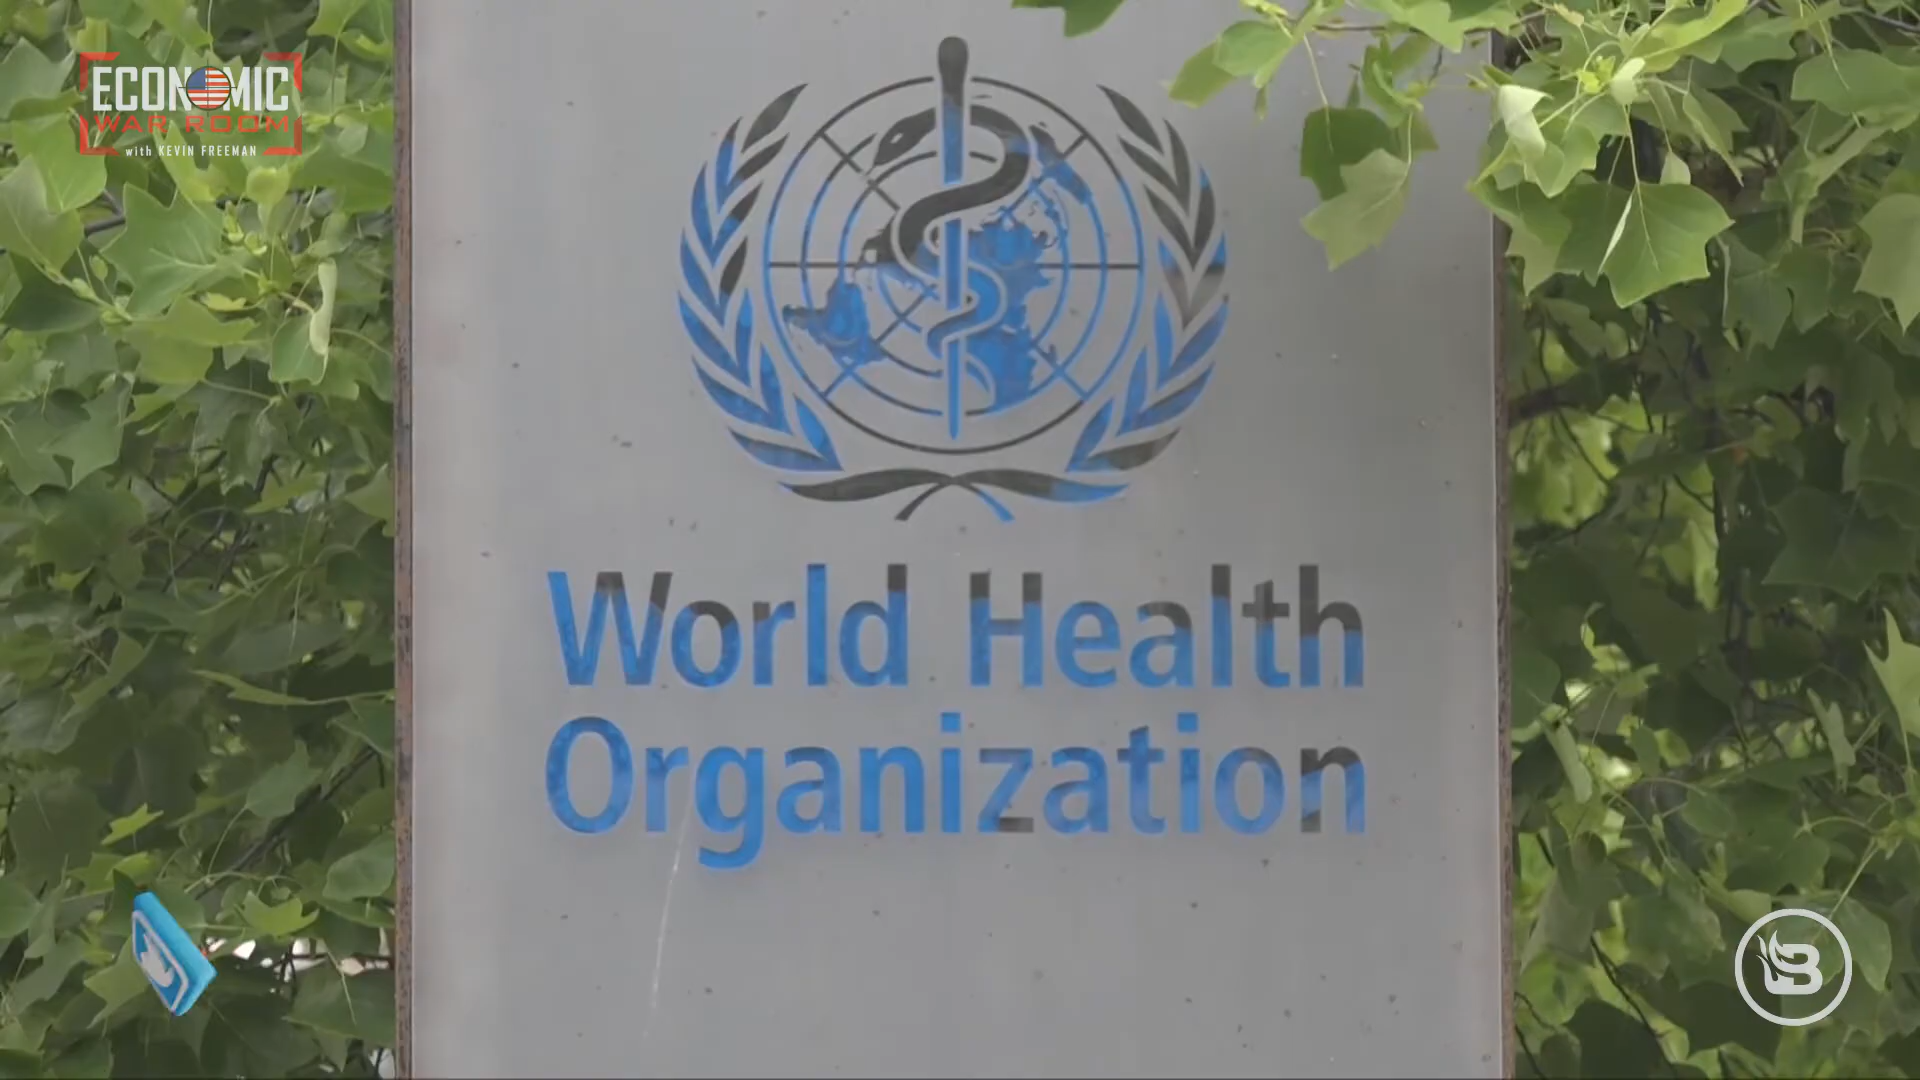 ECONOMIC
WAR ROOM
with KEVIN FREEMAN
World Health
Organization
B